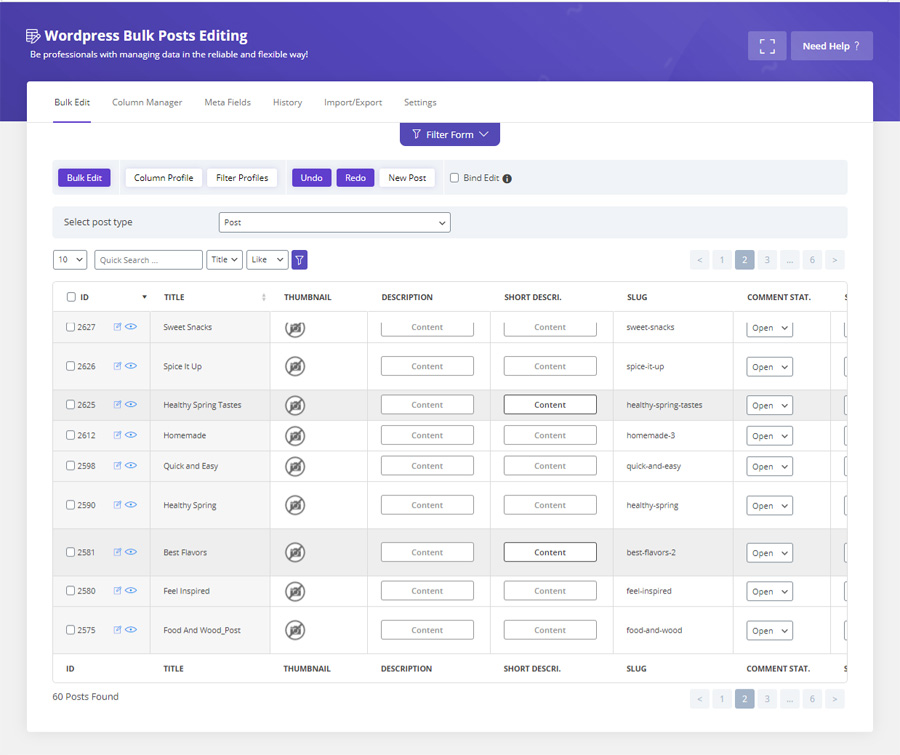 Wordpress Bulk Posts Editing
Be professionals with managing data in the reliable and flexible way!
Need Help ?
Bulk Edit Column Manager Meta Fields History Import/Export Settings
Filter Form
Bulk Edit Column Profile Filter Profiles Undo Redo New Post Bind Edit
Select post type Post
10 Quick Search ... Title Like < 1 2 3 ... 6 >
ID TITLE THUMBNAIL DESCRIPTION SHORT DESCRI. SLUG COMMENT STAT.
2627 Sweet Snacks Content Content sweet-snacks Open
2626 Spice It Up Content Content spice-it-up Open
2625 Healthy Spring Tastes Content Content healthy-spring-tastes Open
2612 Homemade Content Content homemade-3 Open
2598 Quick and Easy Content Content quick-and-easy Open
2590 Healthy Spring Content Content healthy-spring Open
2581 Best Flavors Content Content best-flavors-2 Open
2580 Feel Inspired Content Content feel-inspired Open
2575 Food And Wood_Post Content Content food-and-wood Open
ID TITLE THUMBNAIL DESCRIPTION SHORT DESCRI. SLUG COMMENT STAT.
60 Posts Found < 1 2 3 ... 6 >